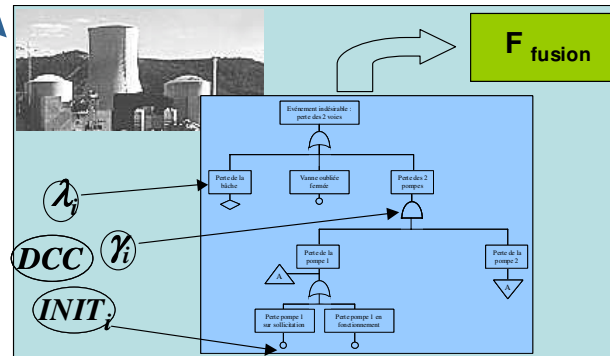 F fusion
Evénement indésirable :
perte des 2 voies
Perte de la
bâche
Vanne oubliée
fermée
Perte des 2
pompes
λi
DCC
γi
INITi
Perte de la
pompe 1
Perte de la
pompe 2
A
A
Perte pompe 1
sur sollicitation
Perte pompe 1 en
fonctionnement